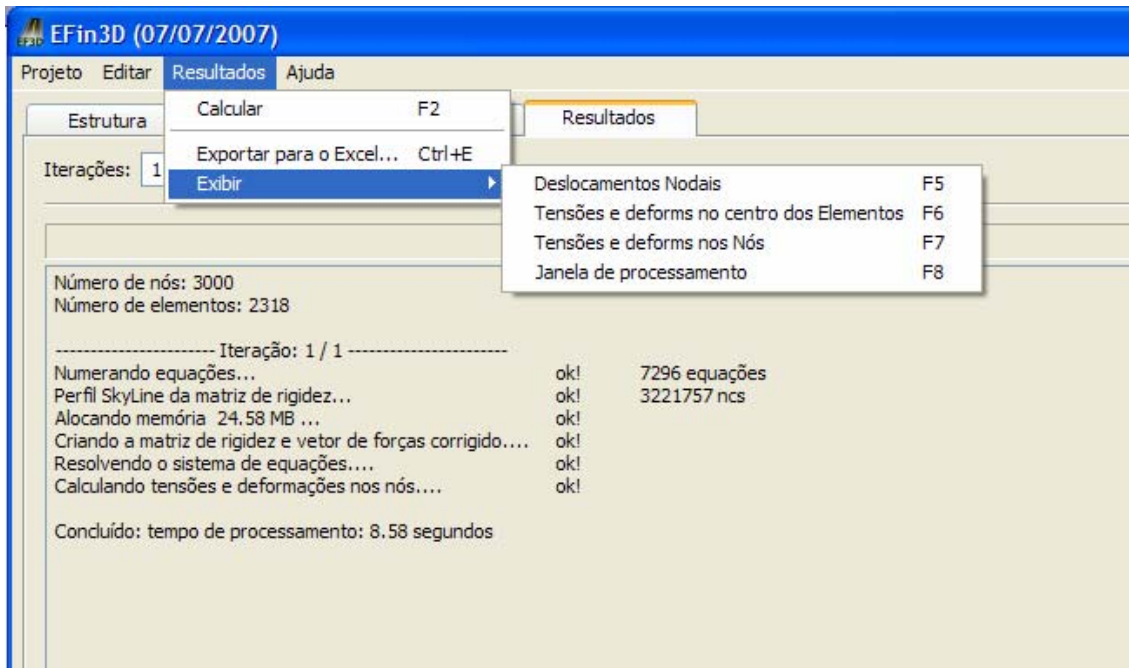 EF3D EFin3D (07/07/2007)
Projeto Editar Resultados Ajuda
Estrutura Resultados
Calcular F2
Exportar para o Excel... Ctrl+E
Exibir
Iterações: 1
Deslocamentos Nodais F5
Tensões e deforms no centro dos Elementos F6
Tensões e deforms nos Nós F7
Janela de processamento F8
Número de nós: 3000
Número de elementos: 2318
----------------------- Iteração: 1 / 1 -----------------------
Numerando equações... ok! 7296 equações
Perfil SkyLine da matriz de rigidez... ok! 3221757 ncs
Alocando memória 24.58 MB ... ok!
Criando a matriz de rigidez e vetor de forças corrigido.... ok!
Resolvendo o sistema de equações.... ok!
Calculando tensões e deformações nos nós.... ok!
Concluído: tempo de processamento: 8.58 segundos